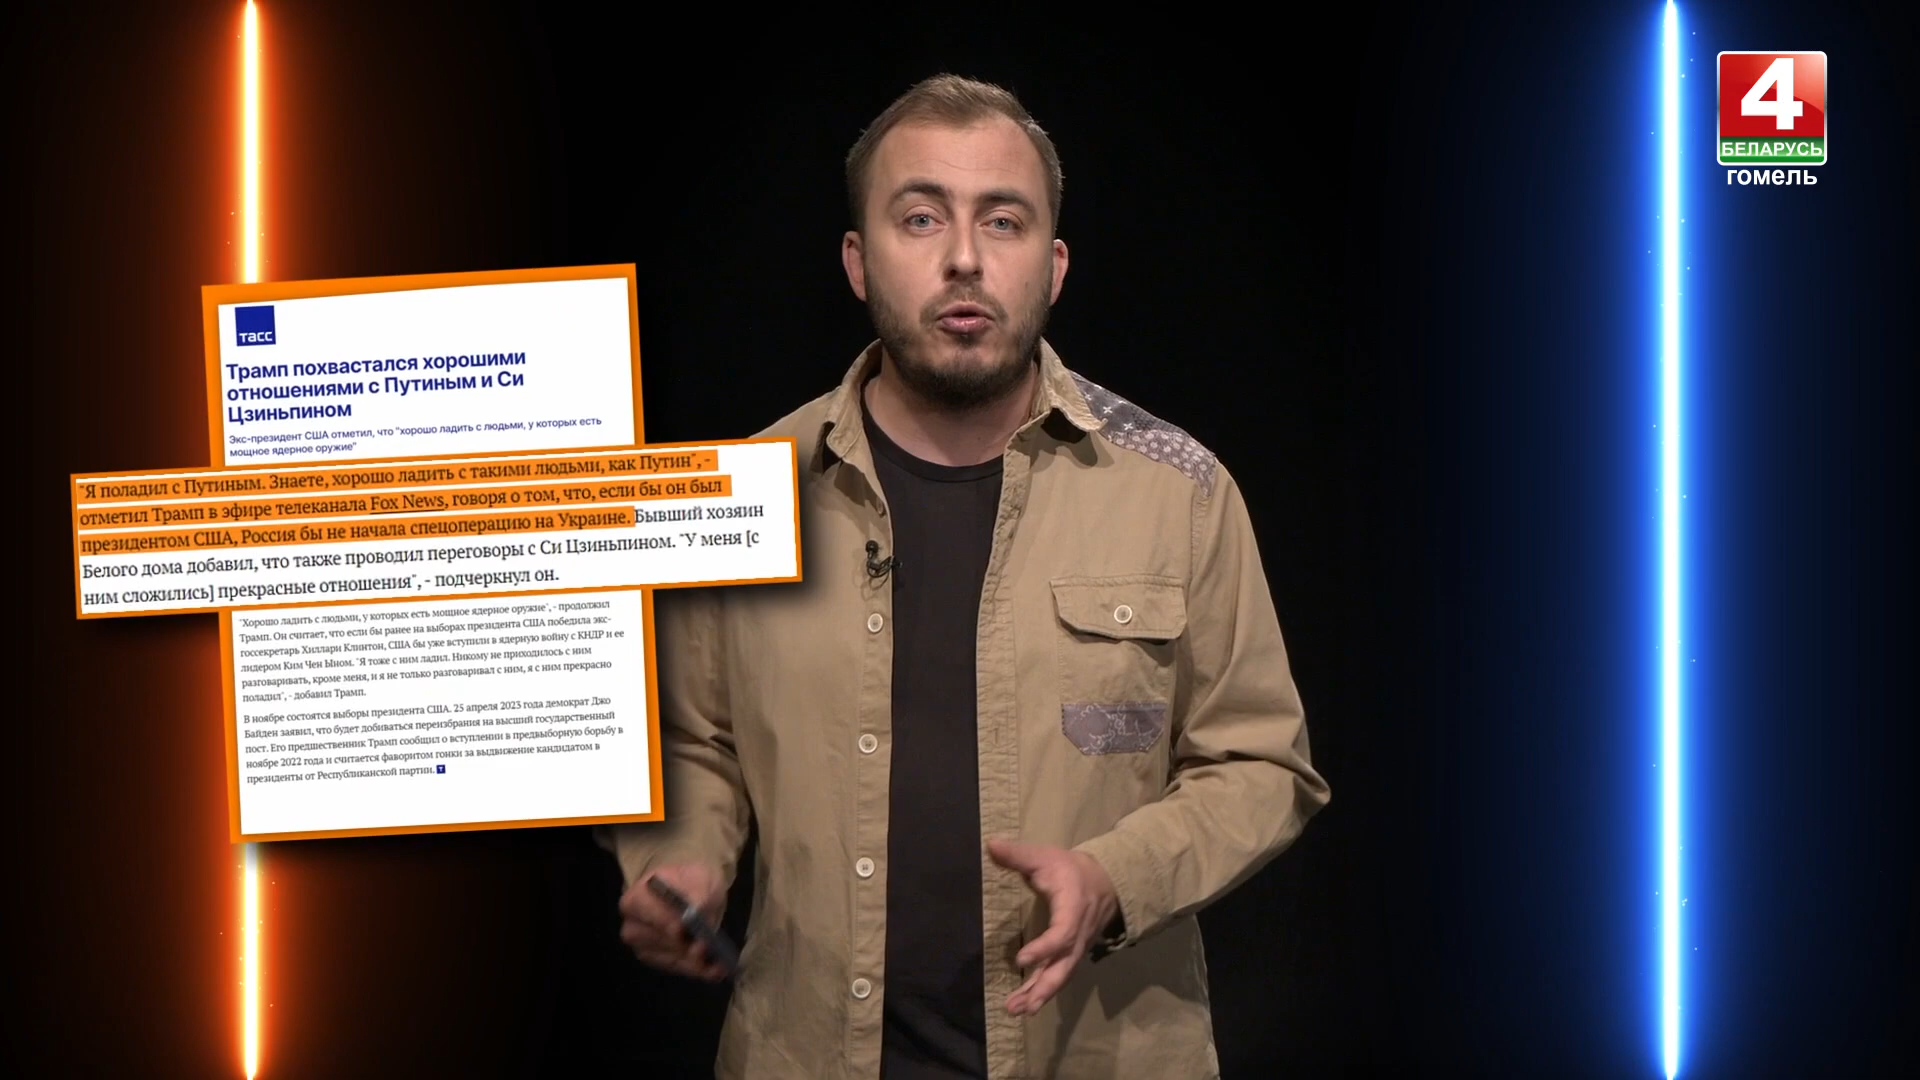 4
БЕЛАРУСЬ
гомель
тасс
Трамп похвастался хорошими
отношениями с Путиным и Си
Цзиньпином
Экс-президент США отметил, что "хорошо ладить с людьми, у которых есть
мощное ядерное оружие"
"Я поладил с Путиным. Знаете, хорошо ладить с такими людьми, как Путин", -
отметил Трамп в эфире телеканала Fox News, говоря о том, что, если бы он был
президентом США, Россия бы не начала спецоперацию на Украине. Бывший хозяин
Белого дома добавил, что также проводил переговоры с Си Цзиньпином. "У меня [с
ним сложились] прекрасные отношения", - подчеркнул он.
"Хорошо ладить с людьми, у которых есть мощное ядерное оружие", - продолжил
Трамп. Он считает, что если бы ранее на выборах президента США победила экс-
госсекретарь Хиллари Клинтон, США бы уже вступили в ядерную войну с КНДР и ее
лидером Ким Чен Ыном. "Я тоже с ним ладил. Никому не приходилось с ним
разговаривать, кроме меня, и я не только разговаривал с ним, я с ним прекрасно
поладил", - добавил Трамп.
В ноябре состоятся выборы президента США. 25 апреля 2023 года демократ Джо
Байден заявил, что будет добиваться переизбрания на высший государственный
пост. Его предшественник Трамп сообщил о вступлении в предвыборную борьбу в
ноябре 2022 года и считается фаворитом гонки за выдвижение кандидатом в
президенты от Республиканской партии.